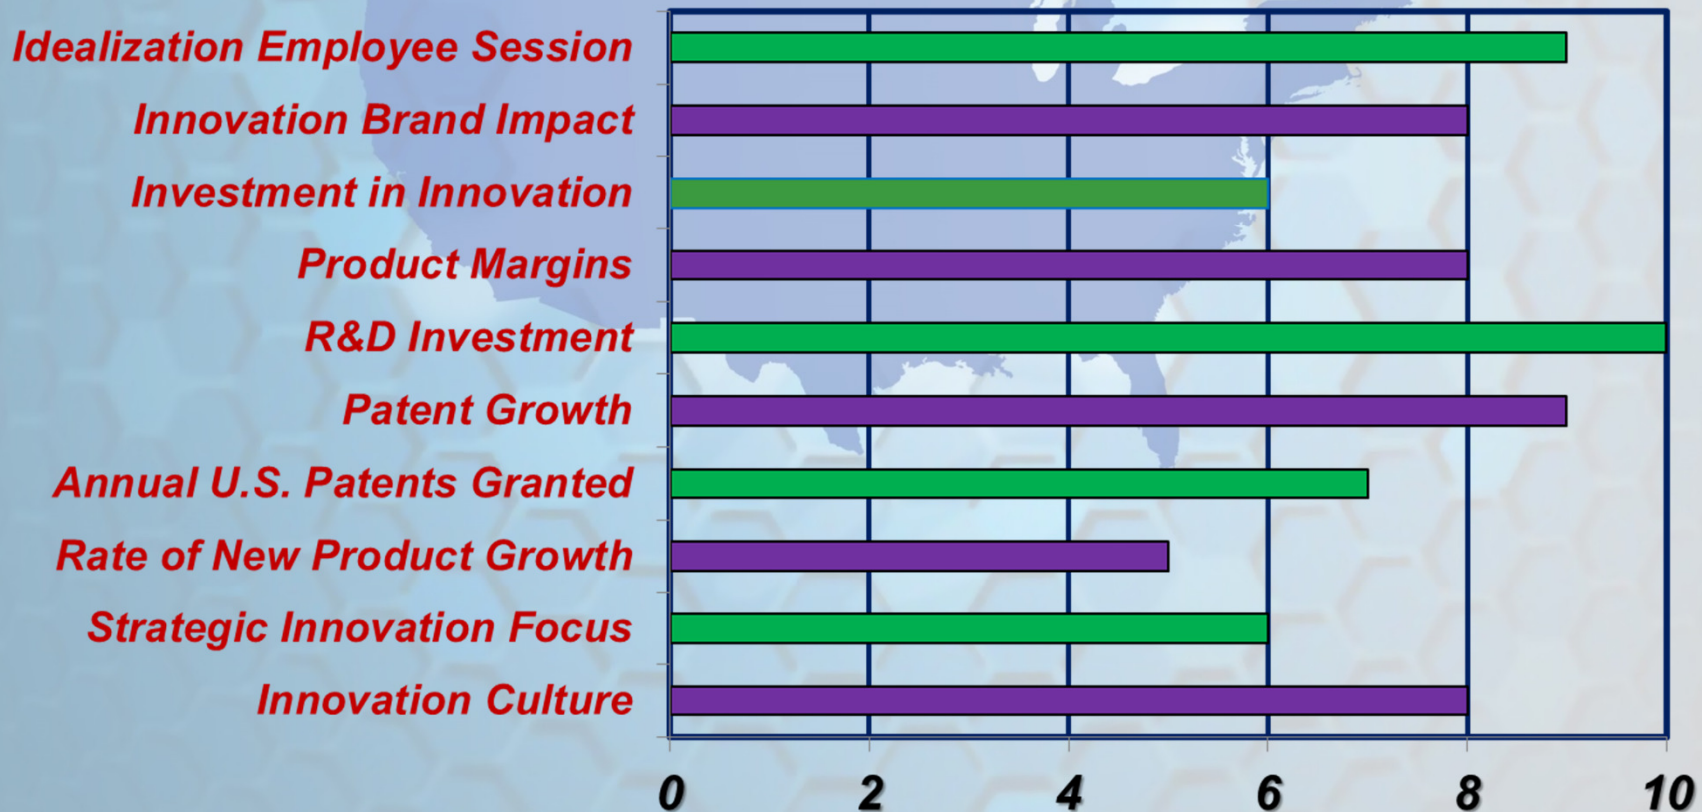 Idealization Employee Session
Innovation Brand Impact
Investment in Innovation
Product Margins
R&D Investment
Patent Growth
Annual U.S. Patents Granted
Rate of New Product Growth
Strategic Innovation Focus
Innovation Culture
0 2 4 6 8 10